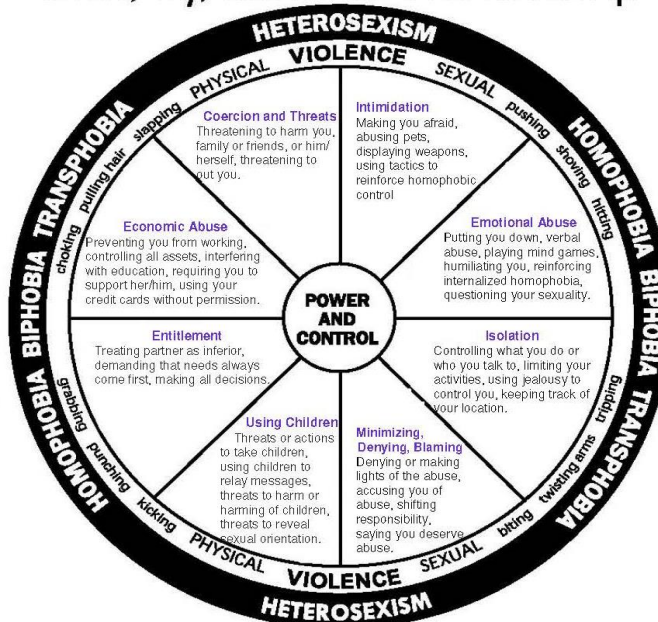 HETEROSEXISM
HOMOPHOBIA BIPHOBIA TRANSPHOBIA
HOMOPHOBIA BIPHOBIA TRANSPHOBIA
PHYSICAL VIOLENCE SEXUAL
slapping
pulling hair
choking
pushing
shoving
hitting
Coercion and Threats
Threatening to harm you,
family or friends, or him/
herself, threatening to
out you.
Intimidation
Making you afraid,
abusing pets,
displaying weapons,
using tactics to
reinforce homophobic
control
Economic Abuse
Preventing you from working,
controlling all assets, interfering
with education, requiring you to
support her/him, using your
credit cards without permission.
Emotional Abuse
Putting you down, verbal
abuse, playing mind games,
humiliating you, reinforcing
internalized homophobia,
questioning your sexuality.
POWER
AND
CONTROL
Entitlement
Treating partner as inferior,
demanding that needs always
come first, making all decisions.
Isolation
Controlling what you do or
who you talk to, limiting your
activities, using jealousy to
control you, keeping track of
your location.
Using Children
Threats or actions
to take children,
using children to
relay messages,
threats to harm or
harming of children,
threats to reveal
sexual orientation.
Minimizing,
Denying, Blaming
Denying or making
lights of the abuse,
accusing you of
abuse, shifting
responsibility,
saying you deserve
abuse.
grabbing
punching
kicking
tripping
twisting arms
biting
PHYSICAL VIOLENCE SEXUAL
HETEROSEXISM